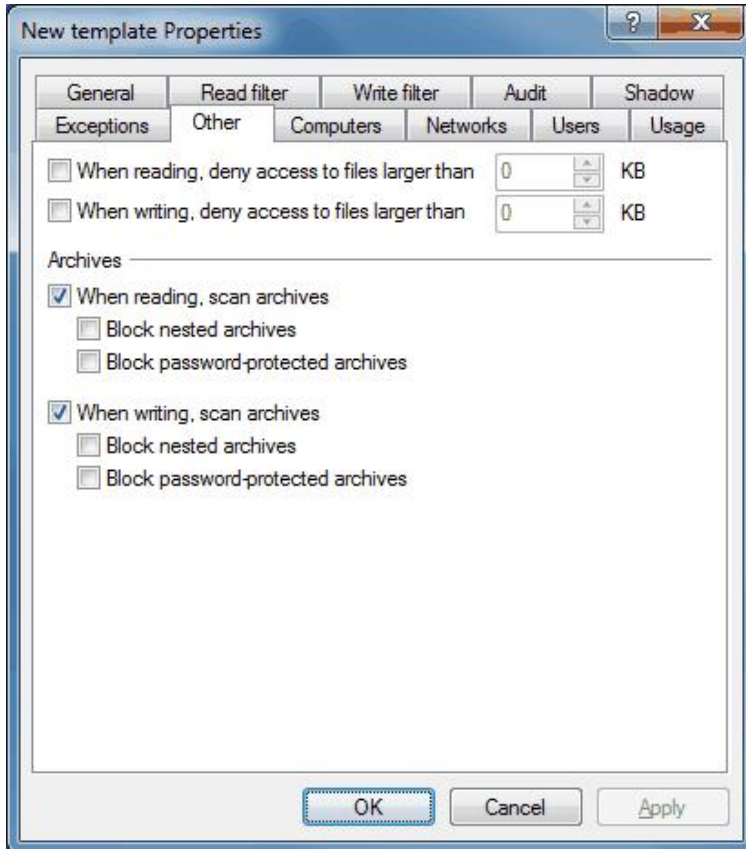 New template Properties
General Read filter Write filter Audit Shadow
Exceptions Other Computers Networks Users Usage
When reading, deny access to files larger than 0 KB
When writing, deny access to files larger than 0 KB
Archives
When reading, scan archives
Block nested archives
Block password-protected archives
When writing, scan archives
Block nested archives
Block password-protected archives
OK Cancel Apply